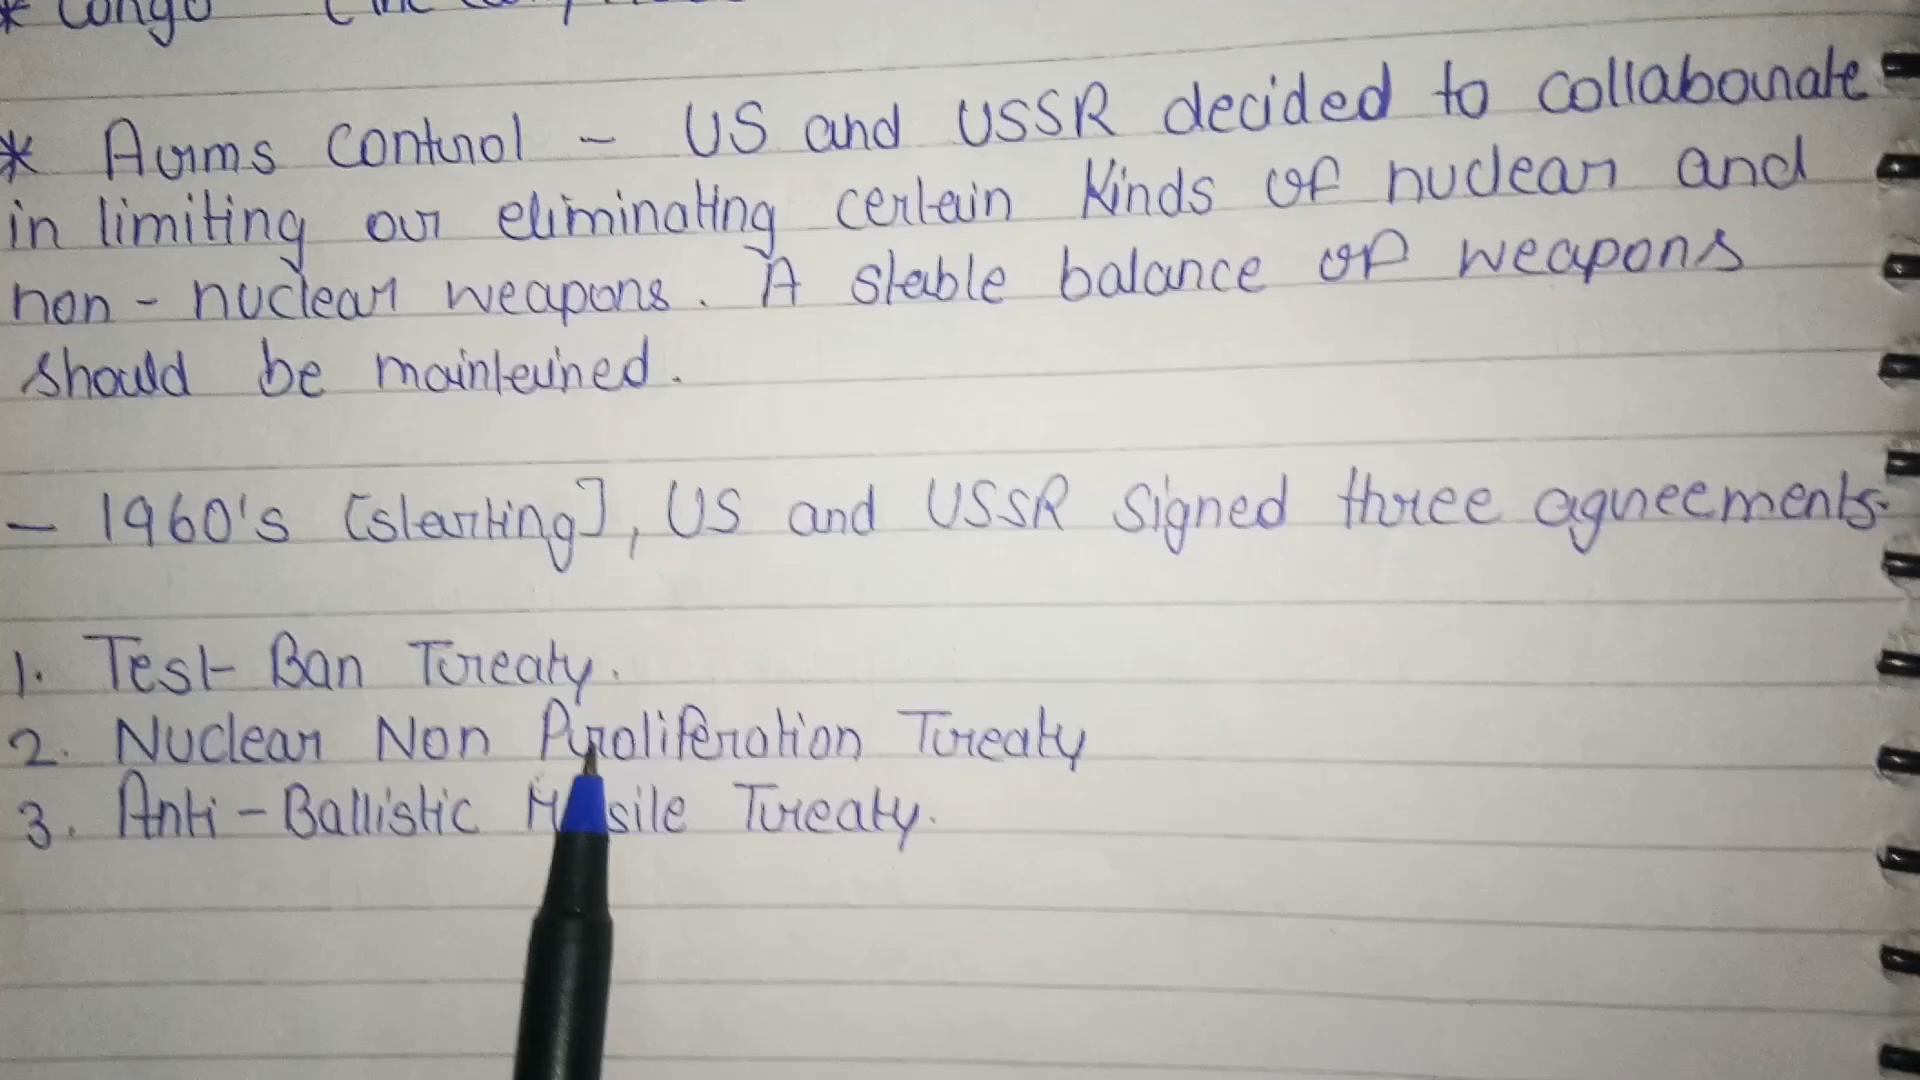 * Congo
* Arms control - US and USSR decided to collaborate
in limiting or eliminating certain kinds of nuclear and
non-nuclear weapons. A stable balance of weapons
should be maintained.
- 1960's [starting], US and USSR signed three agreements.
1. Test Ban Treaty.
2. Nuclear Non Proliferation Treaty
3. Anti-Ballistic Treaty.